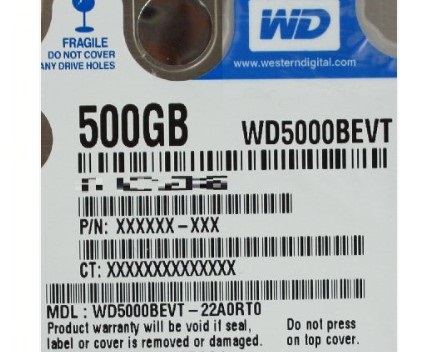 FRAGILE
DO NOT COVER
ANY DRIVE HOLES
WD
www.westerndigital.com
500GB
WD5000BEVT
P/N: XXXXXX-XXX
CT: XXXXXXXXXXXXXX
MDL : WD5000BEVT-22A0RT0
Product warranty will be void if seal,
label or cover is removed or damaged.
Do not press
on top cover.